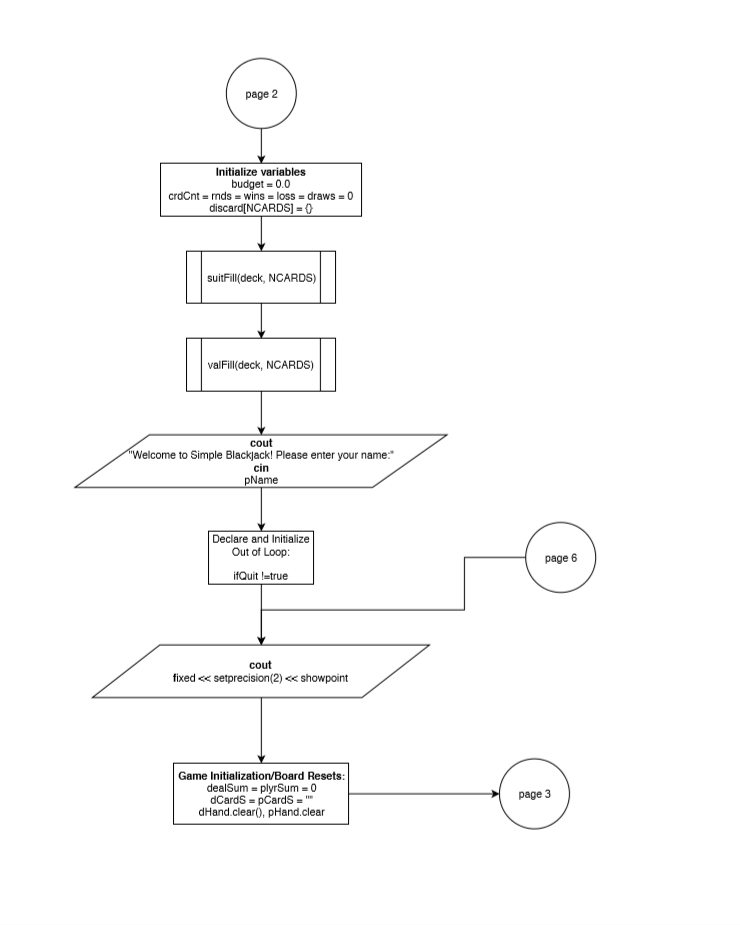 page 2
Initialize variables
budget = 0.0
crdCnt = rnds = wins = loss = draws = 0
discard[NCARDS] = {}
suitFill(deck, NCARDS)
valFill(deck, NCARDS)
cout
"Welcome to Simple Blackjack! Please enter your name:"
cin
pName
Declare and Initialize
Out of Loop:
ifQuit !=true
page 6
cout
fixed << setprecision(2) << showpoint
Game Initialization/Board Resets:
dealSum = plyrSum = 0
dCardS = pCardS = ""
dHand.clear(), pHand.clear
page 3